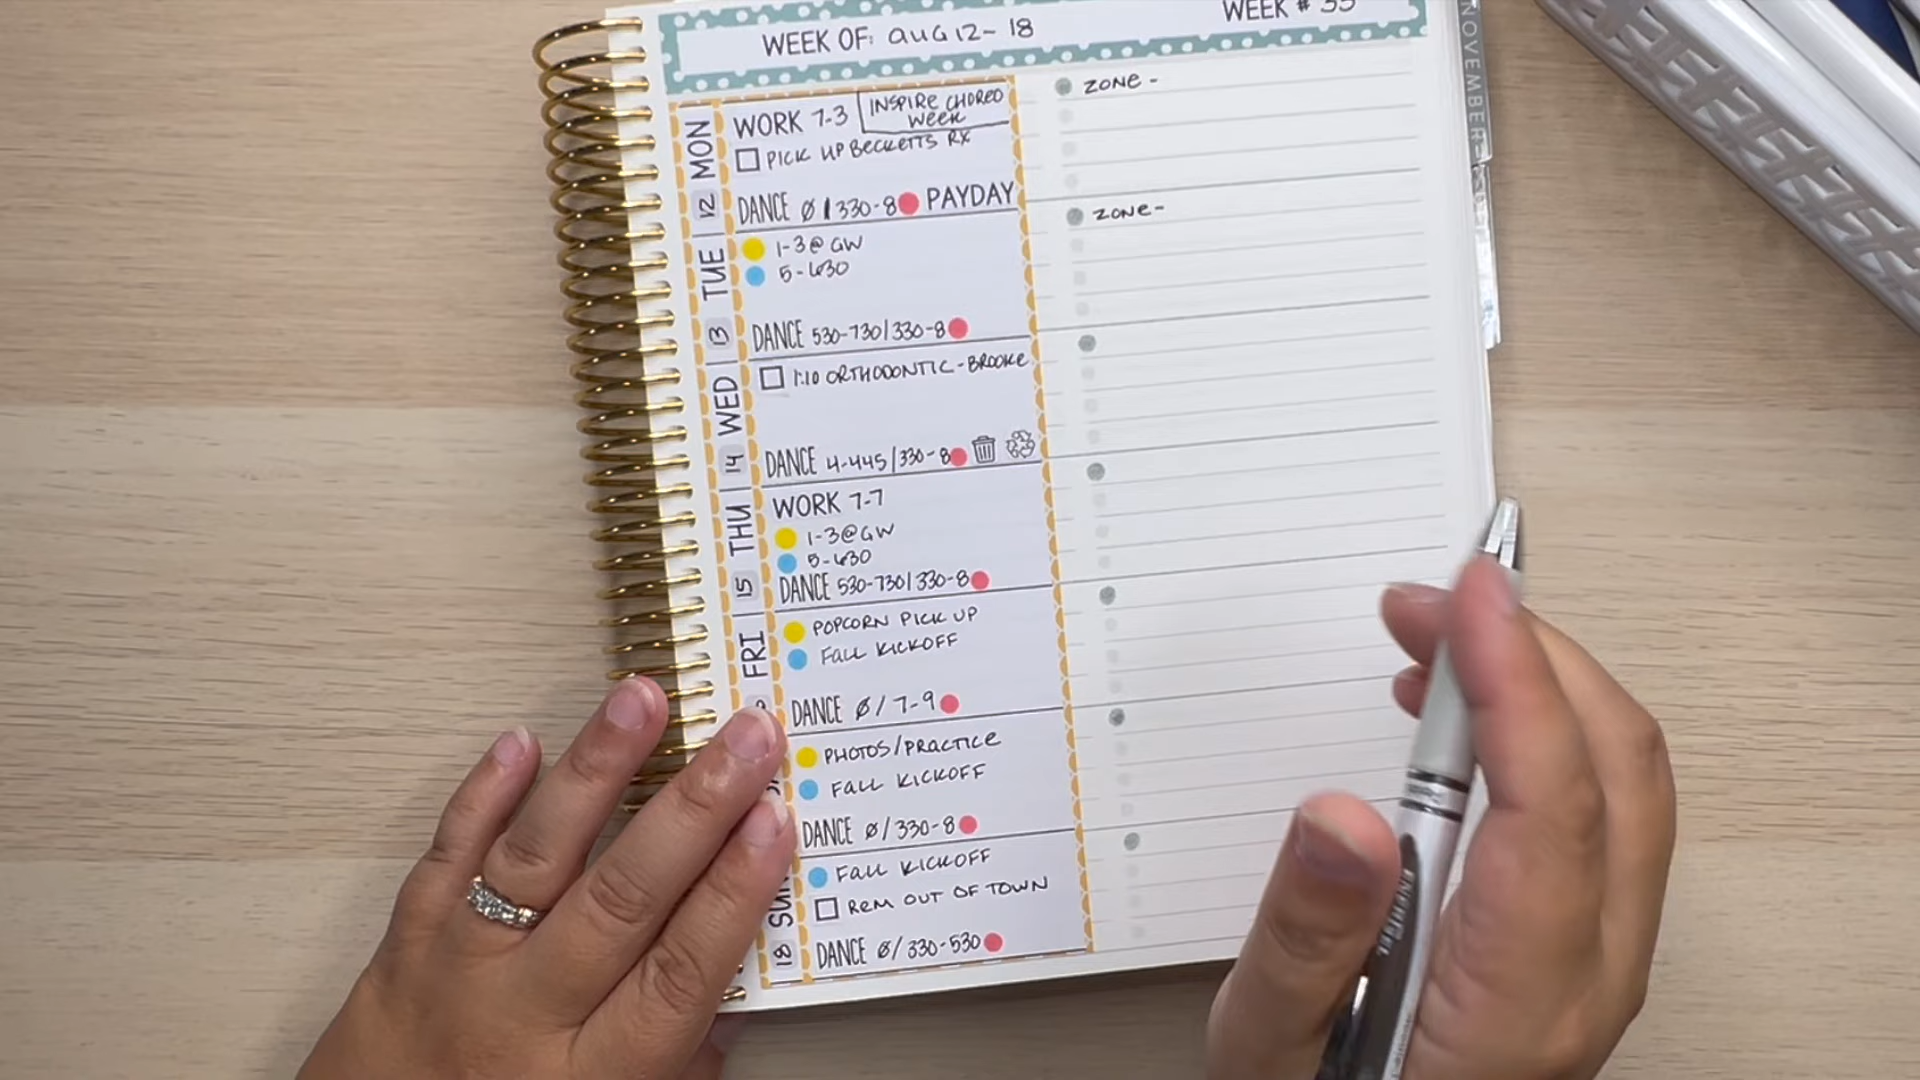 WEEK OF: AUG 12-18
WEEK # 33
MON
12
WORK 7-3
INSPIRE CHOREO
WEEK
PICK UP BECKETTS RX
DANCE Ø / 330-8
PAYDAY
TUE
13
1-3@GW
5-630
DANCE 530-730/330-8
WED
14
1:10 ORTHODONTIC-BROOKE
DANCE 4-445/330-8
THU
15
WORK 7-7
1-3@GW
5-630
DANCE 530-730/330-8
FRI
POPCORN PICK UP
FALL KICKOFF
DANCE Ø/7-9
PHOTOS/PRACTICE
FALL KICKOFF
DANCE Ø/330-8
SUN
18
FALL KICKOFF
REM OUT OF TOWN
DANCE Ø/330-530
ZONE -
ZONE -
NOVEMBER
ENERGEL